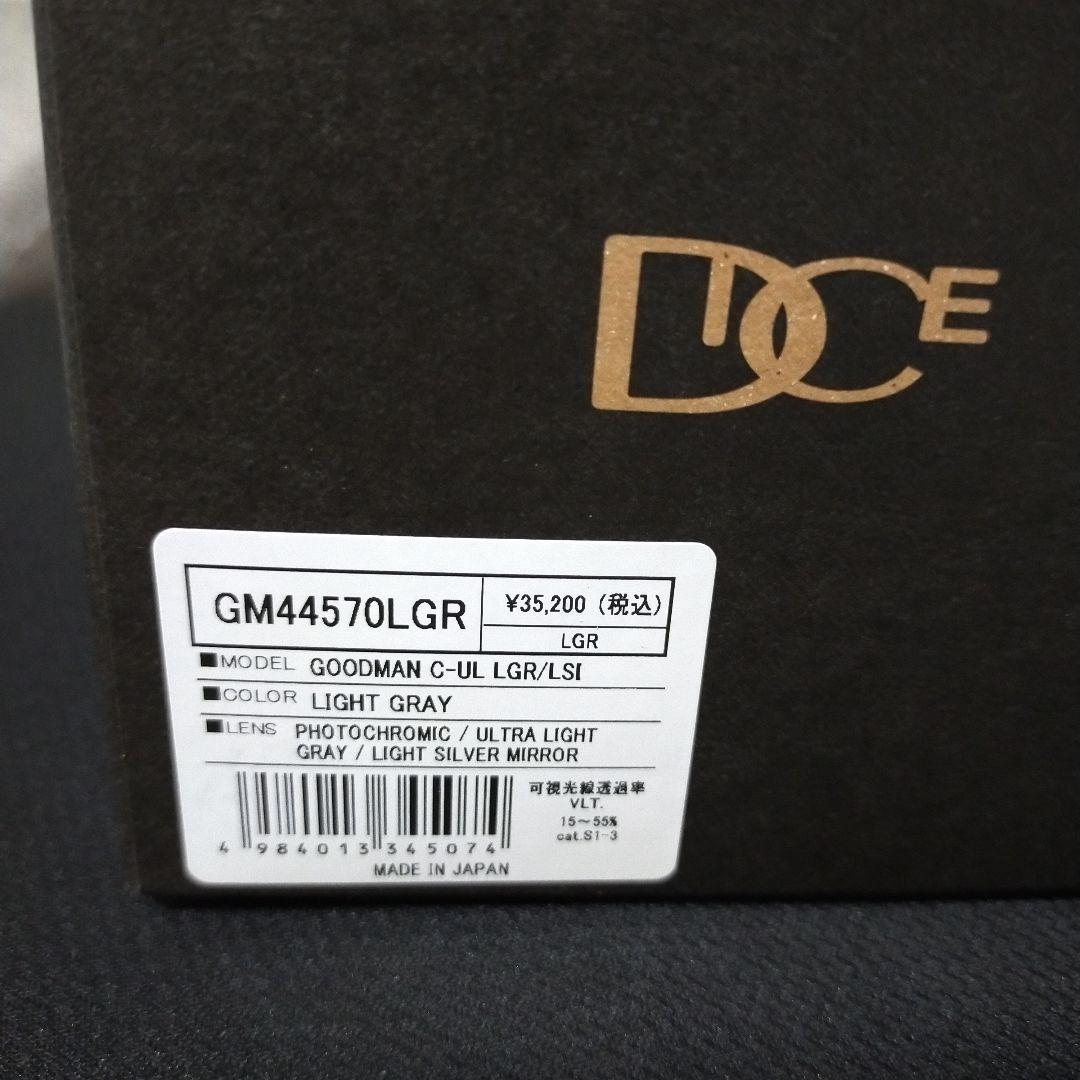 DICE
GM44570LGR
¥35,200 (税込)
LGR
■MODEL GOODMAN C-UL LGR/LSI
■COLOR LIGHT GRAY
■LENS PHOTOCHROMIC / ULTRA LIGHT
GRAY / LIGHT SILVER MIRROR
可視光線透過率
VLT.
15~55%
cat.S1-3
4 984013 345074
MADE IN JAPAN